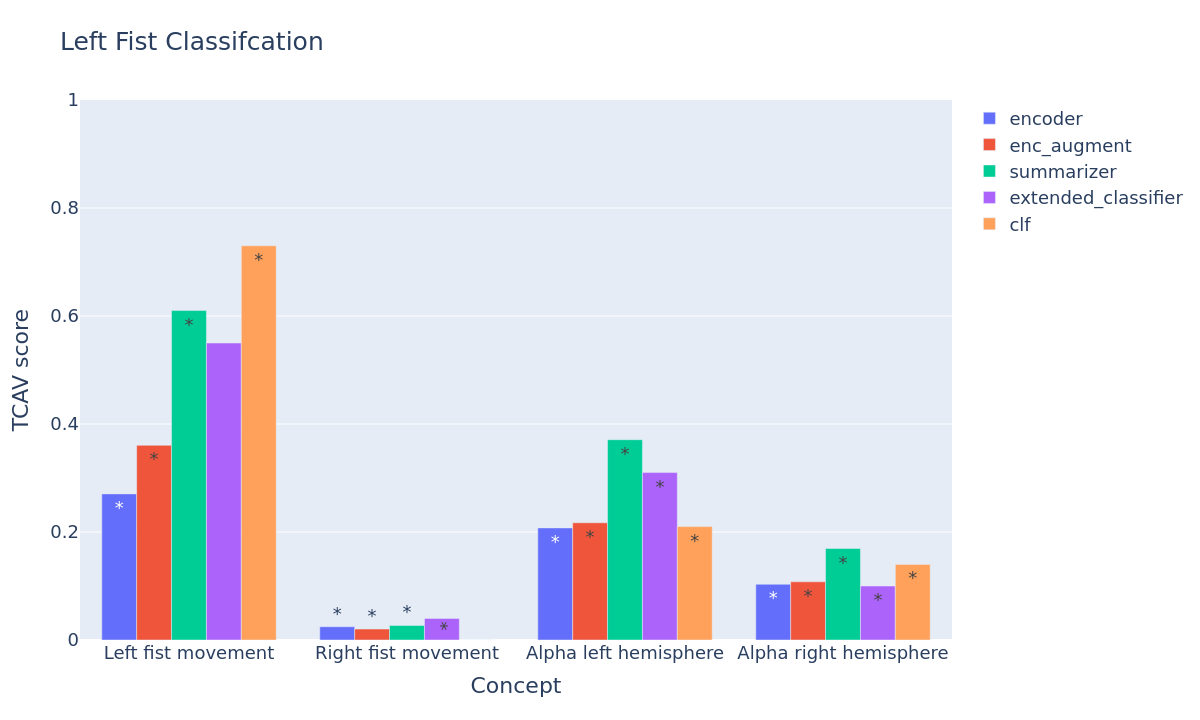 Left Fist Classifcation
1
0.8
0.6
0.4
0.2
0
TCAV score
* * * *
* * * *
* * * * *
* * * * *
Left fist movement
Right fist movement
Alpha left hemisphere
Alpha right hemisphere
Concept
encoder
enc_augment
summarizer
extended_classifier
clf